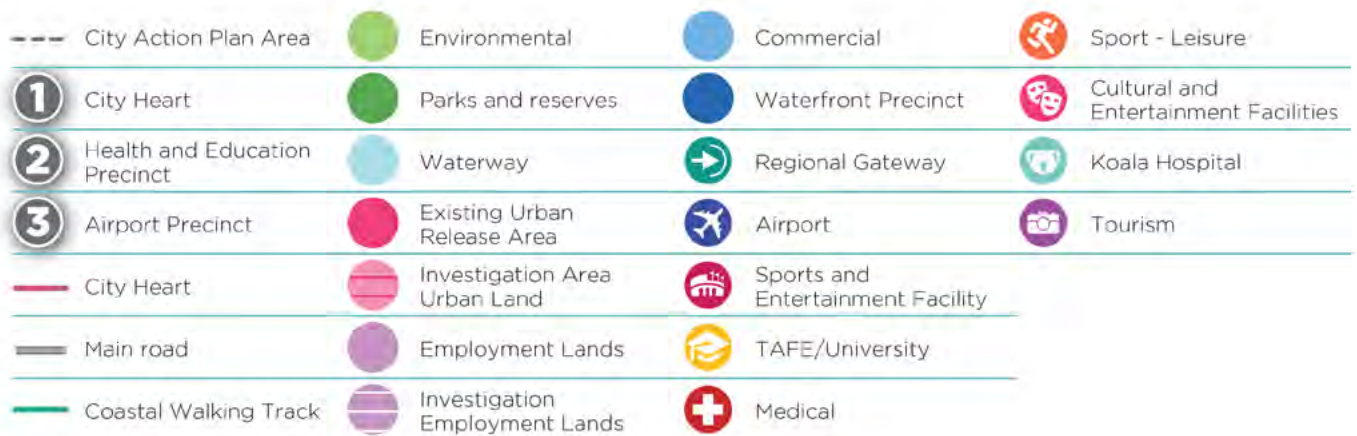 City Action Plan Area
Environmental
Commercial
Sport - Leisure
1
City Heart
Parks and reserves
Waterfront Precinct
Cultural and
Entertainment Facilities
2
Health and Education
Precinct
Waterway
Regional Gateway
Koala Hospital
3
Airport Precinct
Existing Urban
Release Area
Airport
Tourism
City Heart
Investigation Area
Urban Land
Sports and
Entertainment Facility
Main road
Employment Lands
TAFE/University
Coastal Walking Track
Investigation
Employment Lands
Medical